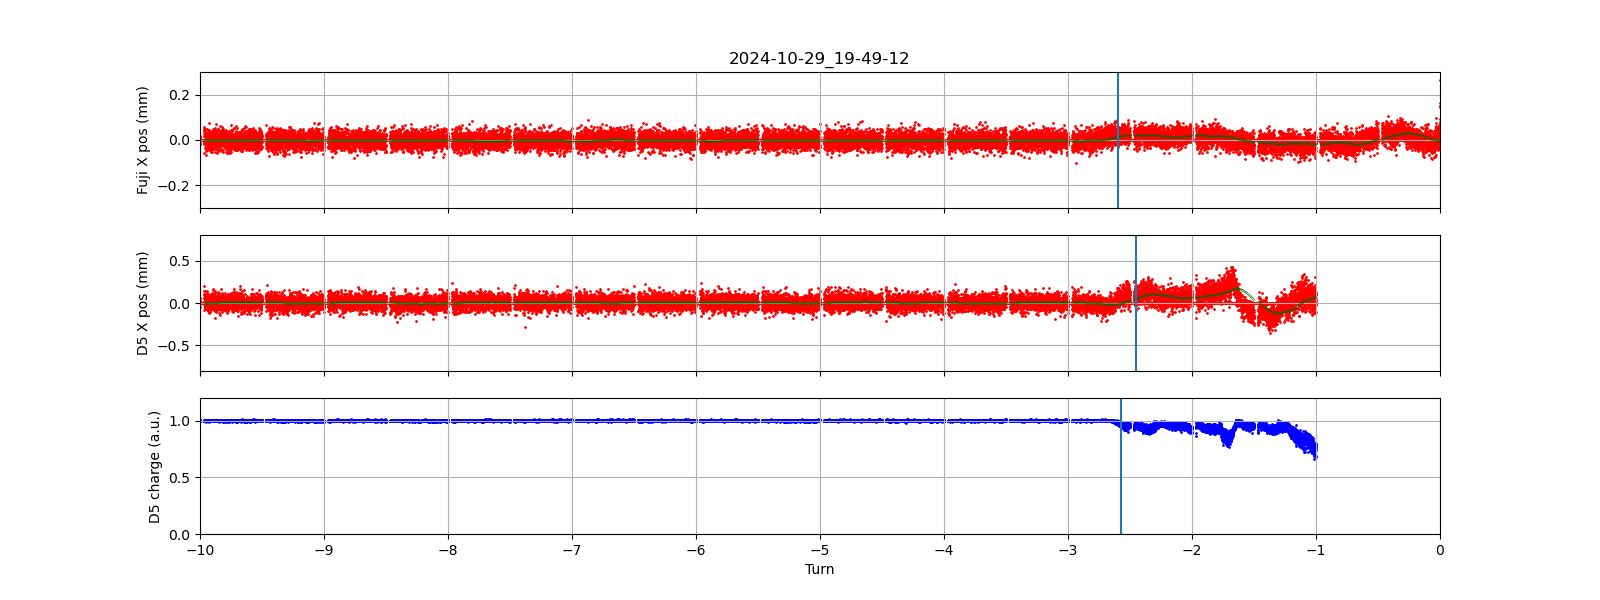 2024-10-29_19-49-12
Fuji X pos (mm)
0.2
0.0
−0.2
D5 X pos (mm)
0.5
0.0
−0.5
D5 charge (a.u.)
1.0
0.5
0.0
−10 −9 −8 −7 −6 −5 −4 −3 −2 −1 0
Turn